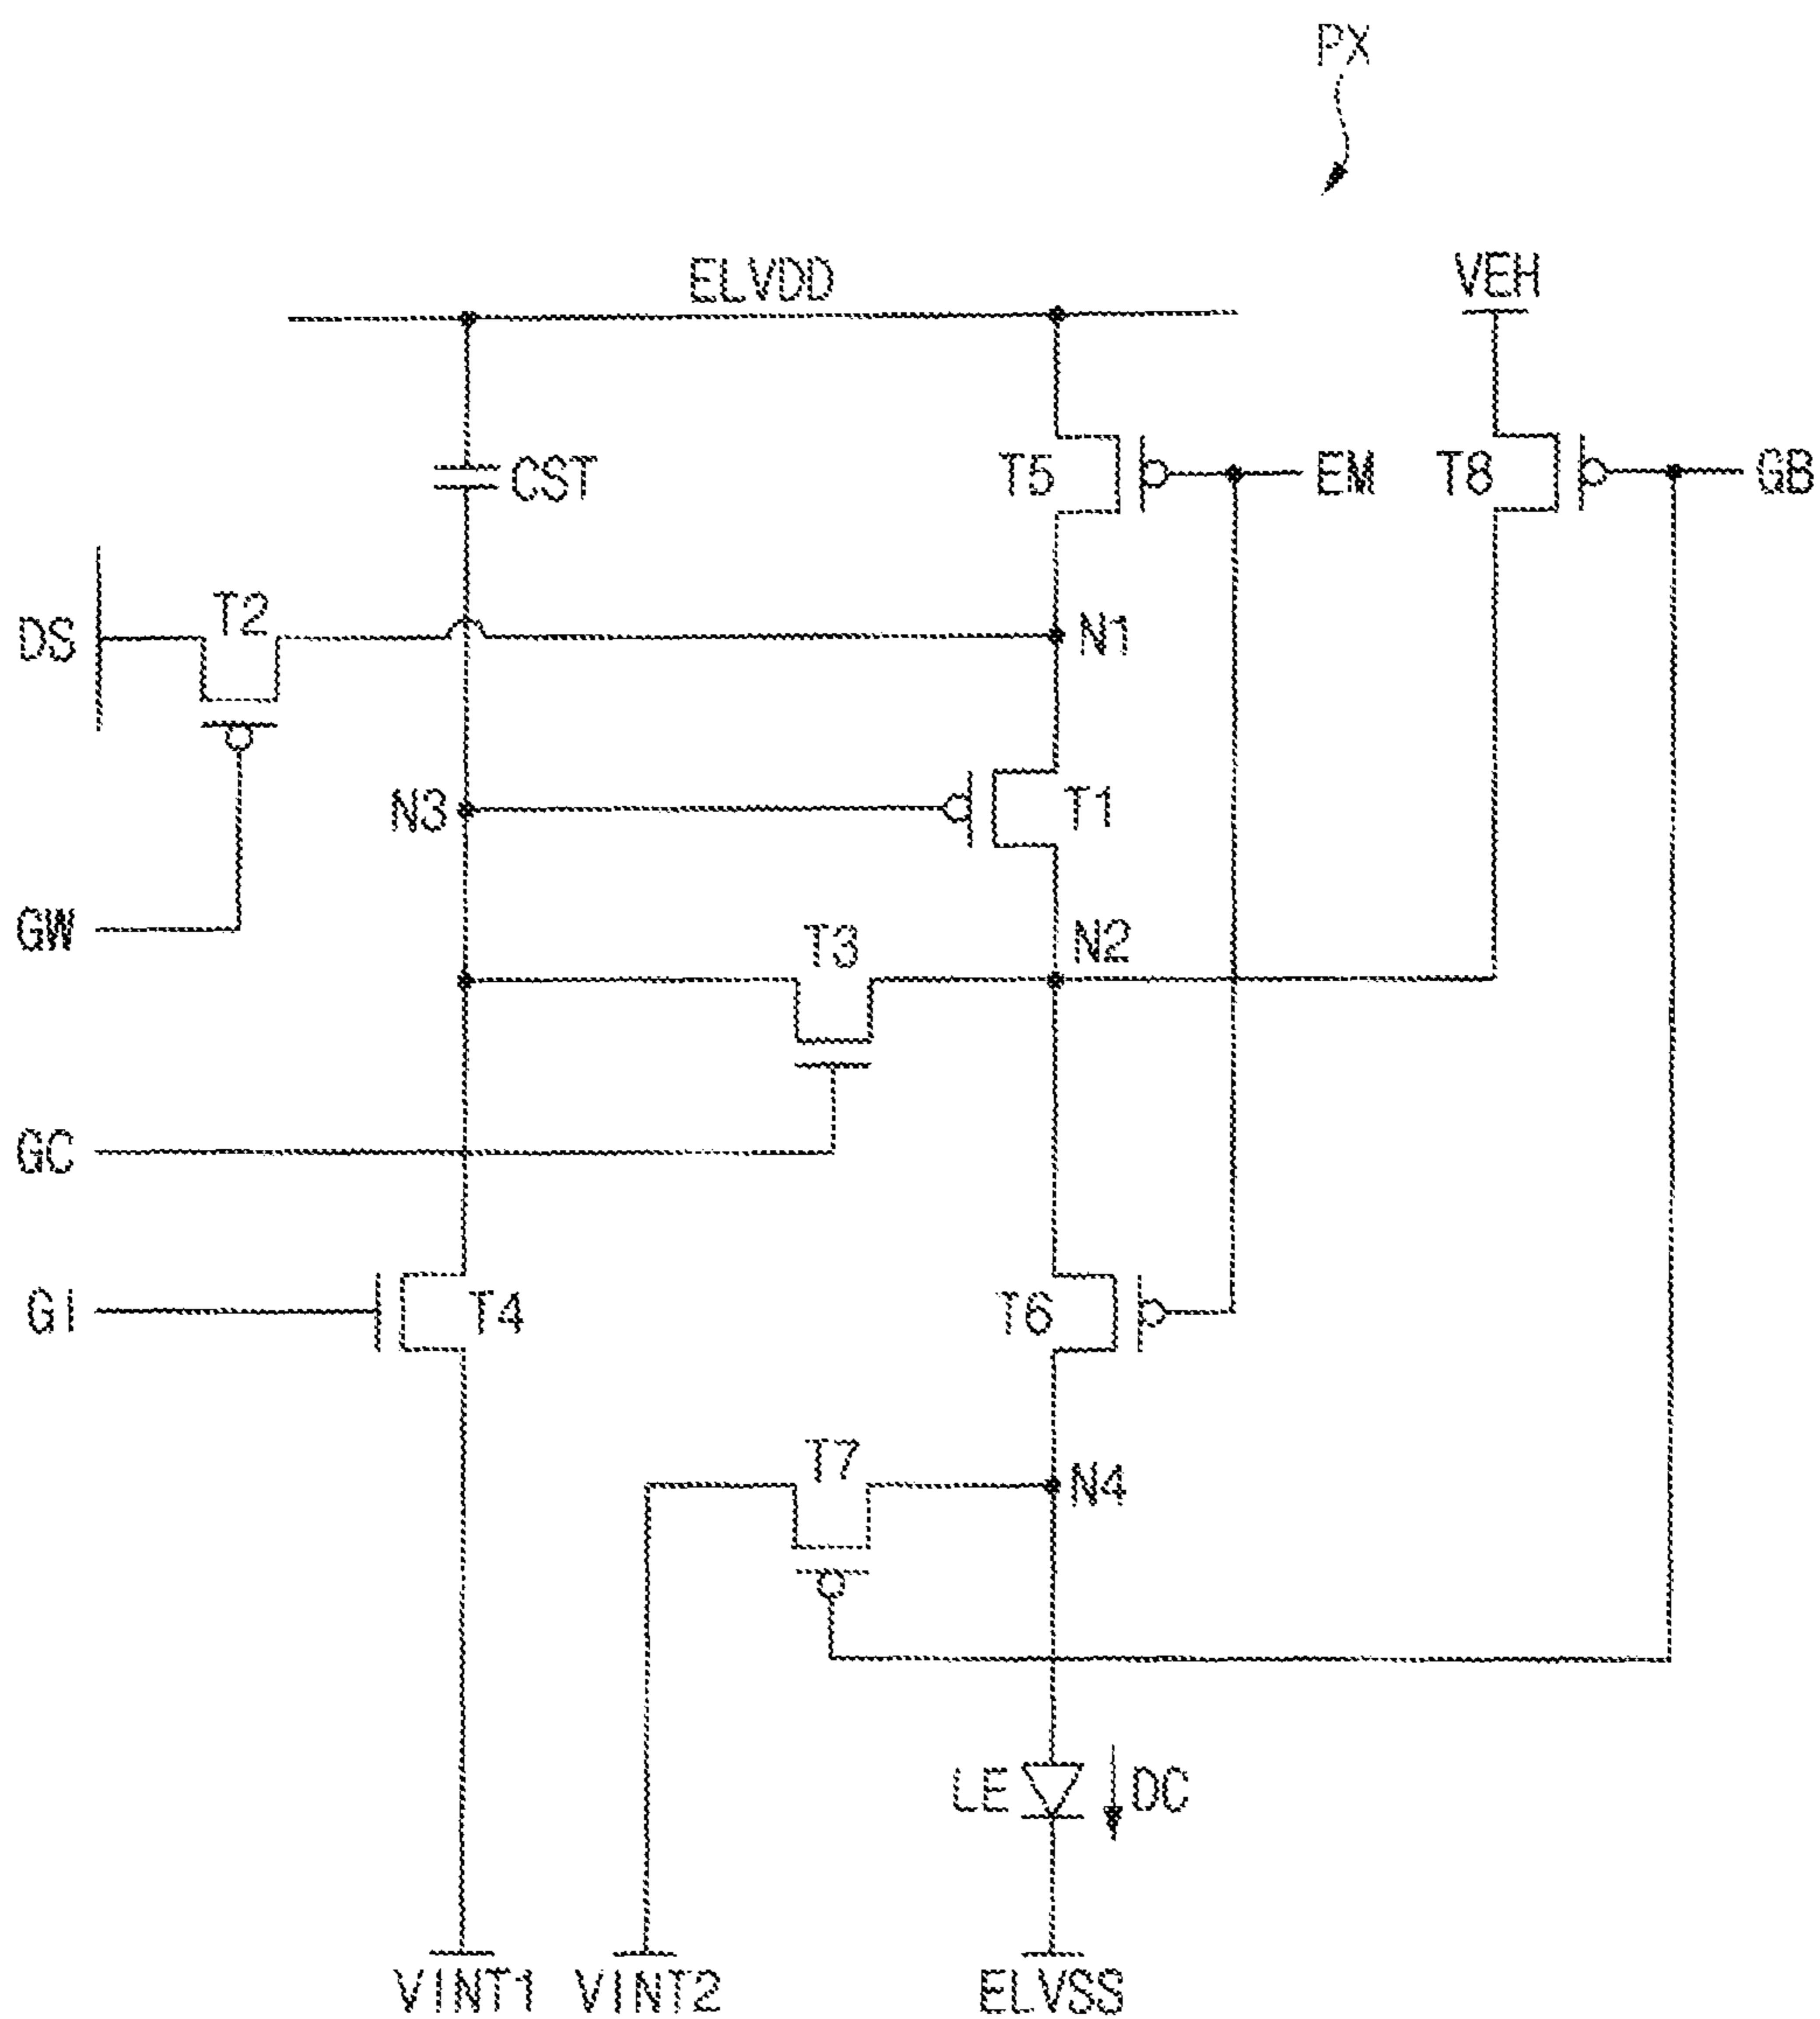 PX
ELVDD
VEH
CST
T5
EM
T8
GB
DS
T2
N1
N3
T1
GW
T3
N2
GC
GI
T4
T6
T7
N4
LE
DC
VINT1
VINT2
ELVSS